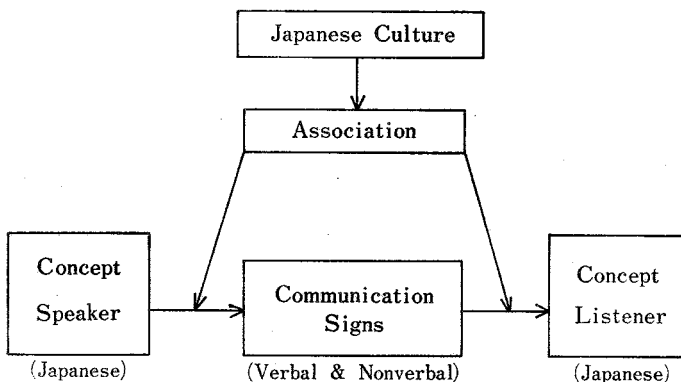 Japanese Culture
Association
Concept
Speaker
(Japanese)
Communication
Signs
(Verbal & Nonverbal)
Concept
Listener
(Japanese)